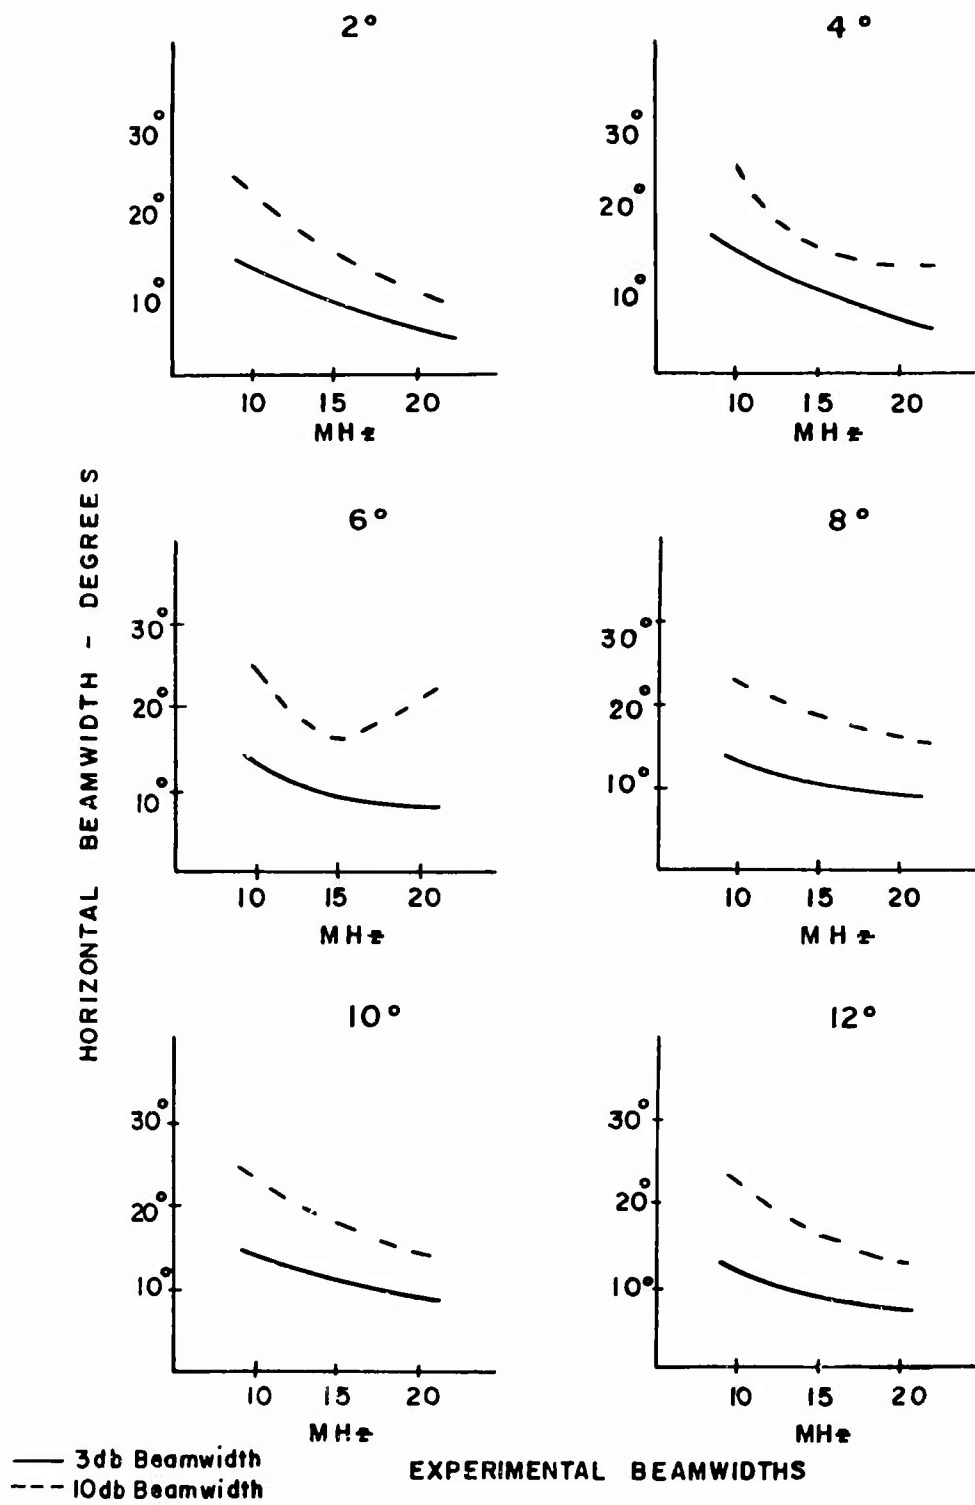 2° 4°
30° 30°
20° 20°
10° 10°
10 15 20 10 15 20
MHz MHz
HORIZONTAL BEAMWIDTH - DEGREES
6° 8°
30° 30°
20° 20°
10° 10°
10 15 20 10 15 20
MHz MHz
10° 12°
30° 30°
20° 20°
10° 10°
10 15 20 10 15 20
MHz MHz
3db Beamwidth
10db Beamwidth
EXPERIMENTAL BEAMWIDTHS